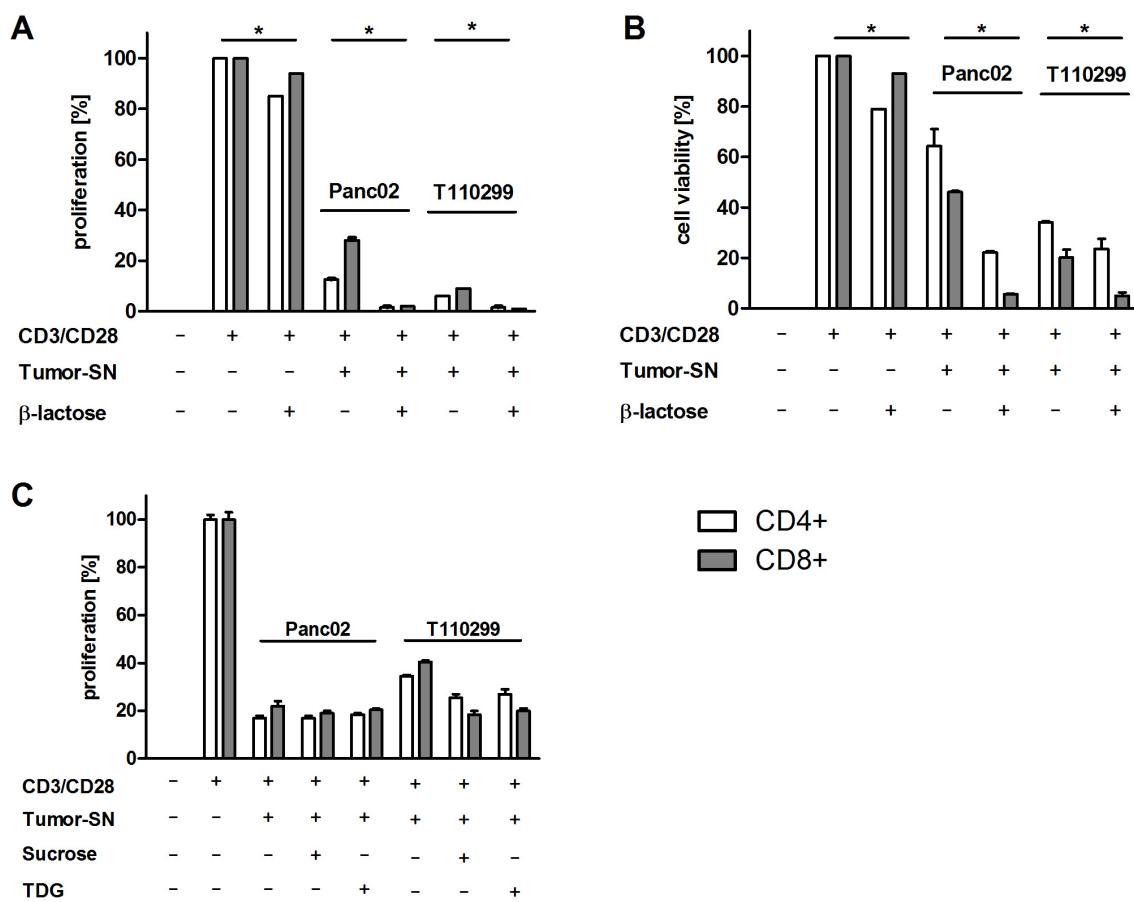 A
* * *
proliferation [%]
100
80
60
40
20
0
Panc02 T110299
CD3/CD28 − + + + + + +
Tumor-SN − − − + + + +
β-lactose − − + − + − +
B
* * *
cell viability [%]
100
80
60
40
20
0
Panc02 T110299
CD3/CD28 − + + + + + +
Tumor-SN − − − + + + +
β-lactose − − + − + − +
C
proliferation [%]
100
80
60
40
20
0
Panc02 T110299
CD3/CD28 − + + + + + + +
Tumor-SN − − + + + + + +
Sucrose − − − + − − + −
TDG − − − − + − − +
CD4+
CD8+